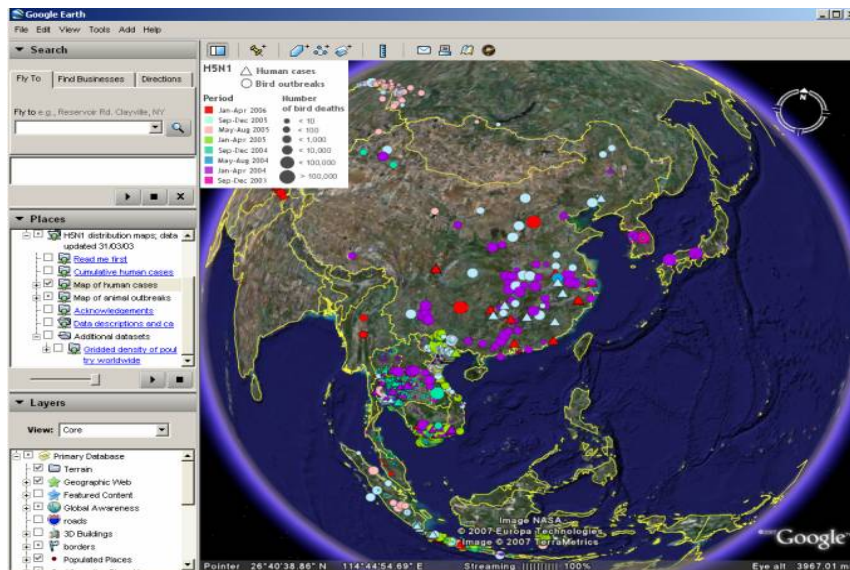 Google Earth
File Edit View Tools Add Help
Search
Fly To Find Businesses Directions
Fly to e.g., Reservoir Rd, Clayville, NY
H5N1 Human cases
Bird outbreaks
Period Number of bird deaths
Jan-Apr 2006 < 10
Sep-Dec 2005 < 100
May-Aug 2005 < 1,000
Jan-Apr 2005 < 10,000
Sep-Dec 2004 < 100,000
May-Aug 2004 > 100,000
Jan-Apr 2004
Sep-Dec 2003
N
Places
H5N1 distribution maps; data
updated 31/03/03
Read me first
Cumulative human cases
Map of human cases
Map of animal outbreaks
Acknowledgements
Data descriptions and ca
Additional datasets
Gridded density of poul
try worldwide
Layers
View: Core
Primary Database
Terrain
Geographic Web
Featured Content
Global Awareness
roads
3D Buildings
borders
Populated Places
Image NASA
© 2007 Europa Technologies
Image © 2007 TerraMetrics
Google
Pointer 26°40'38.86" N 114°44'54.69" E Streaming 100% Eye alt 3967.01 m